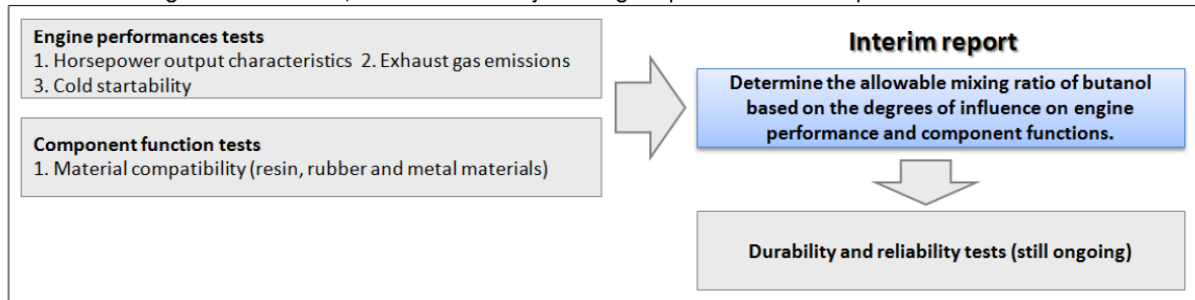 Engine performances tests
1. Horsepower output characteristics 2. Exhaust gas emissions
3. Cold startability
Component function tests
1. Material compatibility (resin, rubber and metal materials)
Interim report
Determine the allowable mixing ratio of butanol
based on the degrees of influence on engine
performance and component functions.
Durability and reliability tests (still ongoing)